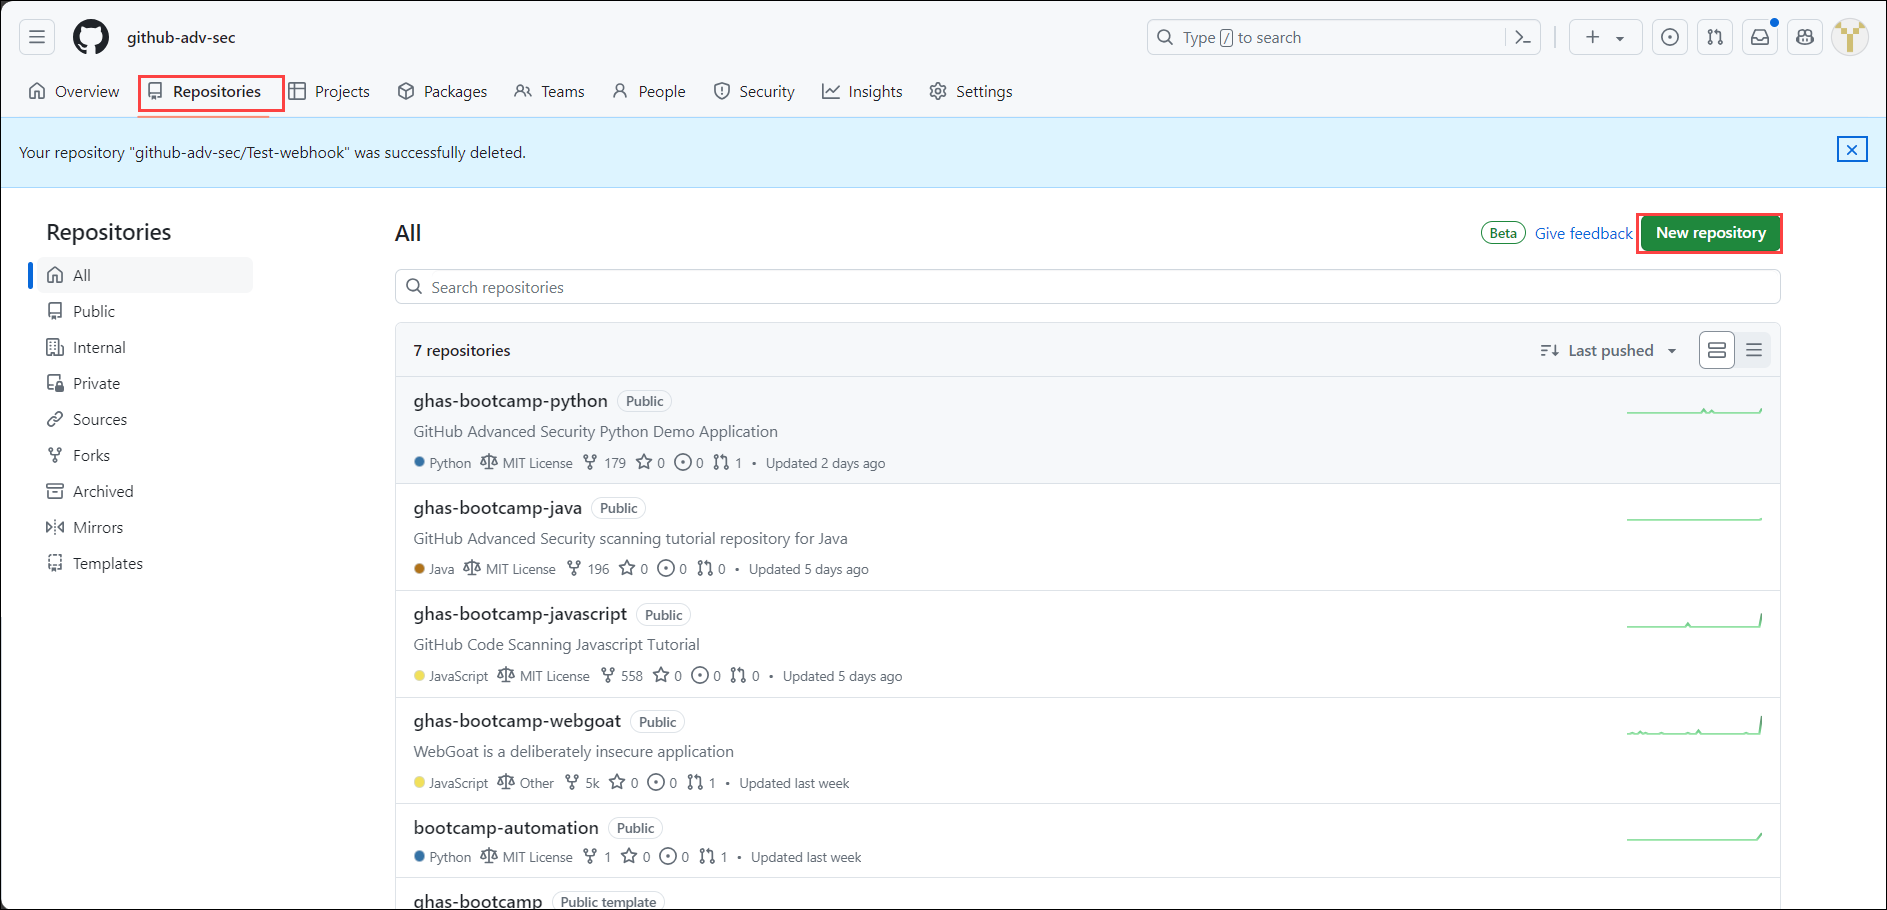 github-adv-sec
Type / to search
Overview Repositories Projects Packages Teams People Security Insights Settings
Your repository "github-adv-sec/Test-webhook" was successfully deleted.
Repositories
All
Public
Internal
Private
Sources
Forks
Archived
Mirrors
Templates
All
Beta Give feedback New repository
Search repositories
7 repositories Last pushed
ghas-bootcamp-python Public
GitHub Advanced Security Python Demo Application
Python MIT License 179 0 0 1 • Updated 2 days ago
ghas-bootcamp-java Public
GitHub Advanced Security scanning tutorial repository for Java
Java MIT License 196 0 0 0 • Updated 5 days ago
ghas-bootcamp-javascript Public
GitHub Code Scanning Javascript Tutorial
JavaScript MIT License 558 0 0 0 • Updated 5 days ago
ghas-bootcamp-webgoat Public
WebGoat is a deliberately insecure application
JavaScript Other 5k 0 0 1 • Updated last week
bootcamp-automation Public
Python MIT License 1 0 0 1 • Updated last week
ghas-bootcamp Public template